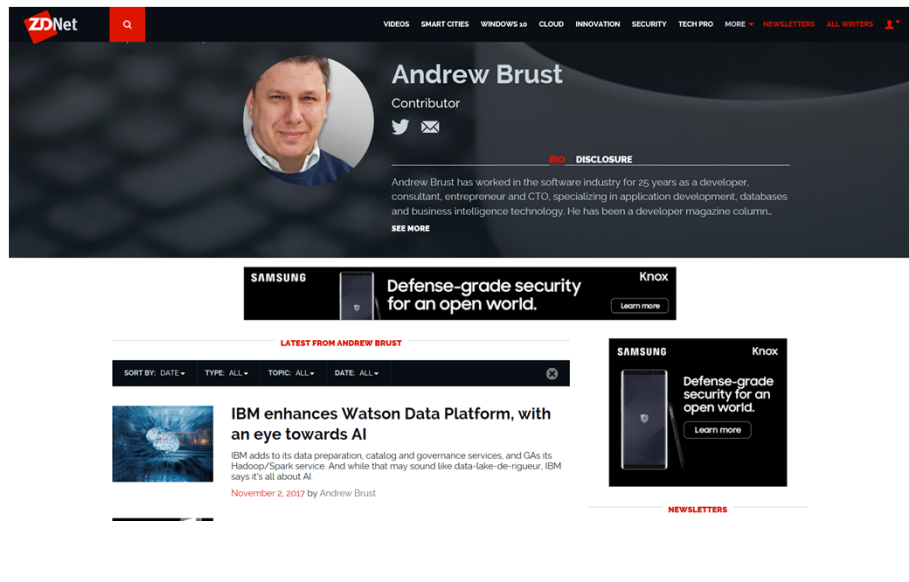 ZDNet
VIDEOS SMART CITIES WINDOWS 10 CLOUD INNOVATION SECURITY TECH PRO MORE NEWSLETTERS ALL WRITERS
Andrew Brust
Contributor
BIO DISCLOSURE
Andrew Brust has worked in the software industry for 25 years as a developer,
consultant, entrepreneur and CTO, specializing in application development, databases
and business intelligence technology. He has been a developer magazine column...
SEE MORE
SAMSUNG
Defense-grade security
for an open world.
Knox
Learn more
LATEST FROM ANDREW BRUST
SORT BY: DATE TYPE: ALL TOPIC: ALL DATE: ALL
IBM enhances Watson Data Platform, with
an eye towards AI
IBM adds to its data preparation, catalog and governance services, and GAs its
Hadoop/Spark service. And while that may sound like data-lake-de-rigueur, IBM
says it's all about AI.
November 2, 2017 by Andrew Brust
SAMSUNG Knox
Defense-grade
security for an
open world.
Learn more
NEWSLETTERS